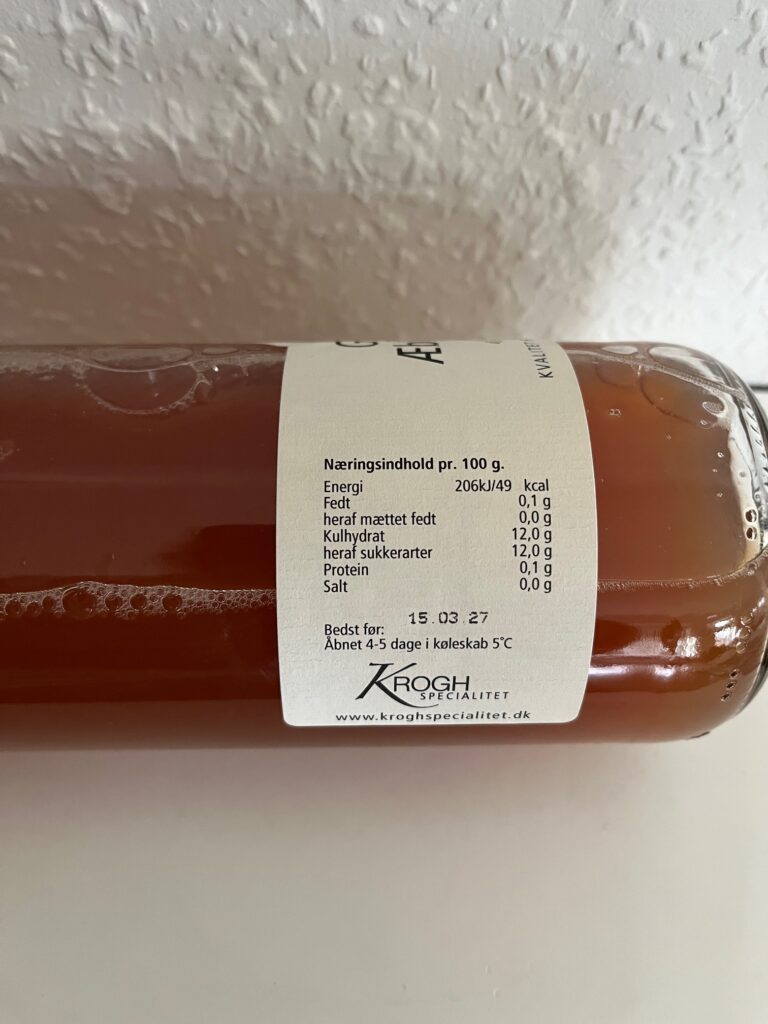 KVALITET
Næringsindhold pr. 100 g.
Energi 206kJ/49 kcal
Fedt 0,1 g
heraf mættet fedt 0,0 g
Kulhydrat 12,0 g
heraf sukkerarter 12,0 g
Protein 0,1 g
Salt 0,0 g
Bedst før: 15.03.27
Åbnet 4-5 dage i køleskab 5°C
KROGH
SPECIALITET
www.kroghspecialitet.dk